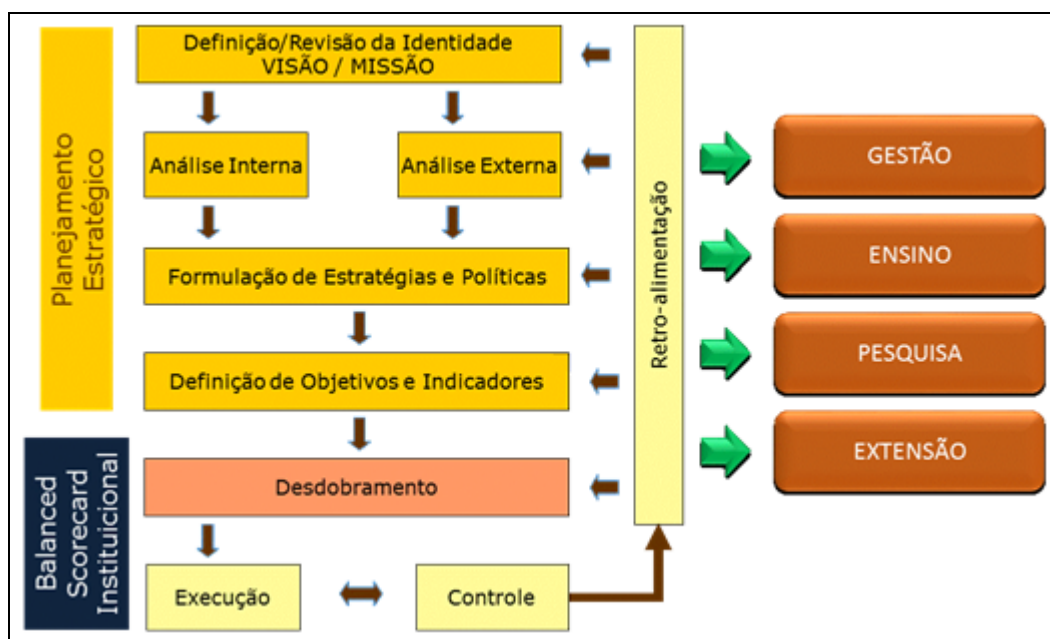 Planejamento
Estratégico
Definição/Revisão da Identidade
VISÃO / MISSÃO
Análise Interna
Análise Externa
Formulação de Estratégias e Políticas
Definição de Objetivos e Indicadores
Balanced
Scorecard
Instituicional
Desdobramento
Execução
Controle
Retro-alimentação
GESTÃO
ENSINO
PESQUISA
EXTENSÃO